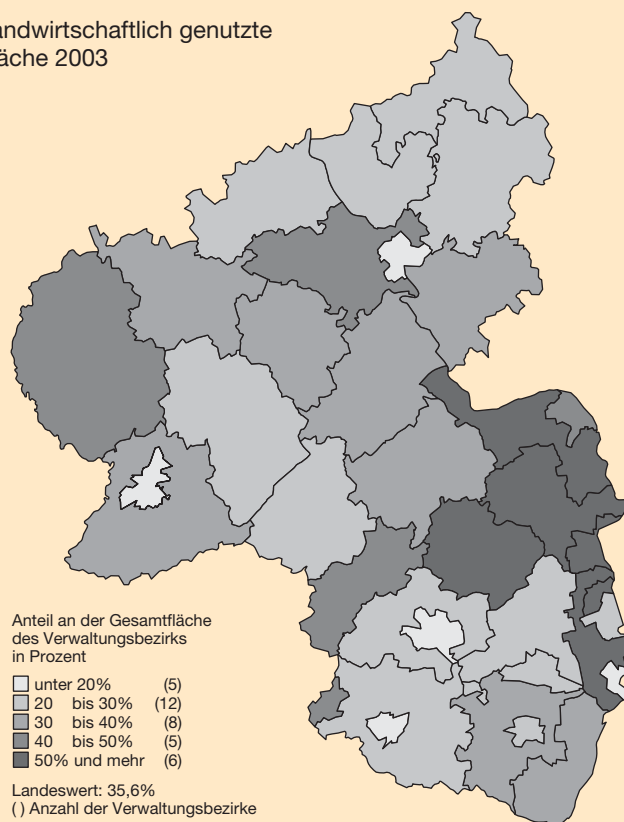 andwirtschaftlich genutzte
äche 2003
Anteil an der Gesamtfläche
des Verwaltungsbezirks
in Prozent
unter 20% (5)
20 bis 30% (12)
30 bis 40% (8)
40 bis 50% (5)
50% und mehr (6)
Landeswert: 35,6%
( ) Anzahl der Verwaltungsbezirke